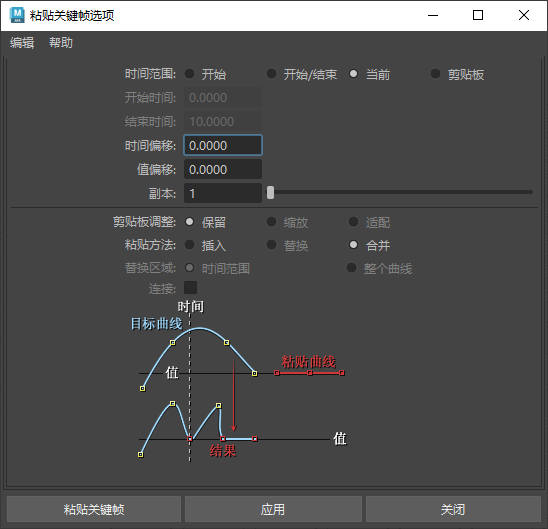 粘贴关键帧选项
编辑 帮助
时间范围: 开始 开始/结束 当前 剪贴板
开始时间: 0.0000
结束时间: 10.0000
时间偏移: 0.0000
值偏移: 0.0000
副本: 1
剪贴板调整: 保留 缩放 适配
粘贴方法: 插入 替换 合并
替换区域: 时间范围 整个曲线
连接:
时间
目标曲线
粘贴曲线
值
值
结果
粘贴关键帧 应用 关闭